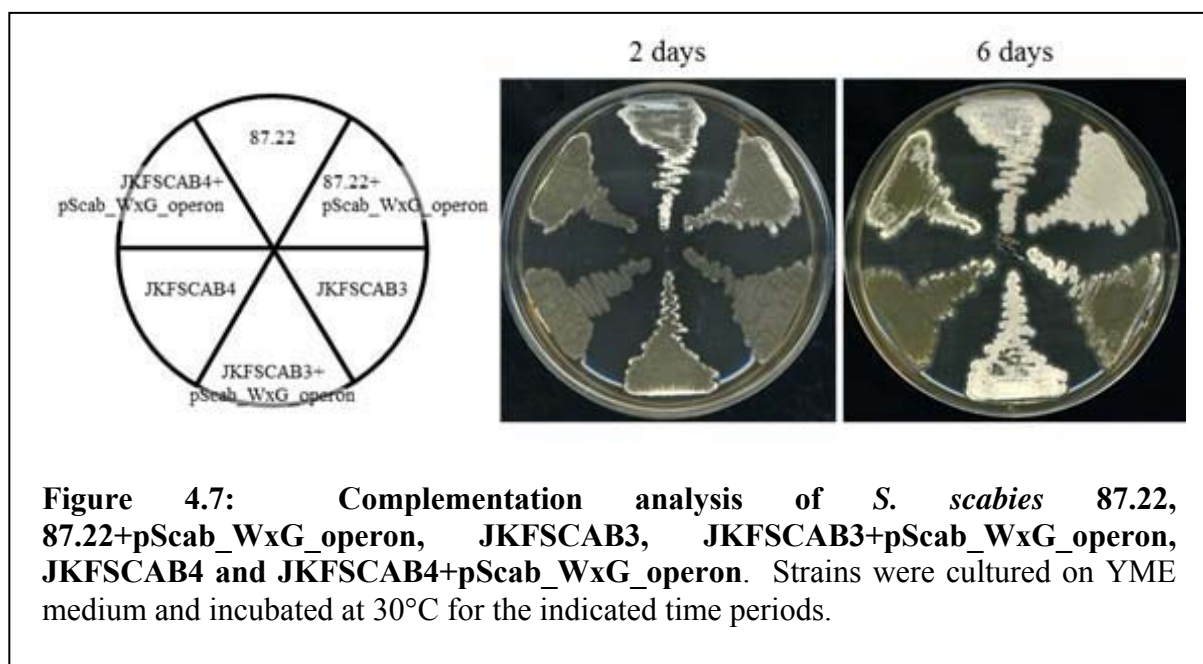 2 days
6 days
87.22
JKFSCAB4+
pScab_WxG_operon
87.22+
pScab_WxG_operon
JKFSCAB4
JKFSCAB3
JKFSCAB3+
pScab_WxG_operon
Figure 4.7: Complementation analysis of S. scabies 87.22,
87.22+pScab_WxG_operon, JKFSCAB3, JKFSCAB3+pScab_WxG_operon,
JKFSCAB4 and JKFSCAB4+pScab_WxG_operon. Strains were cultured on YME
medium and incubated at 30°C for the indicated time periods.